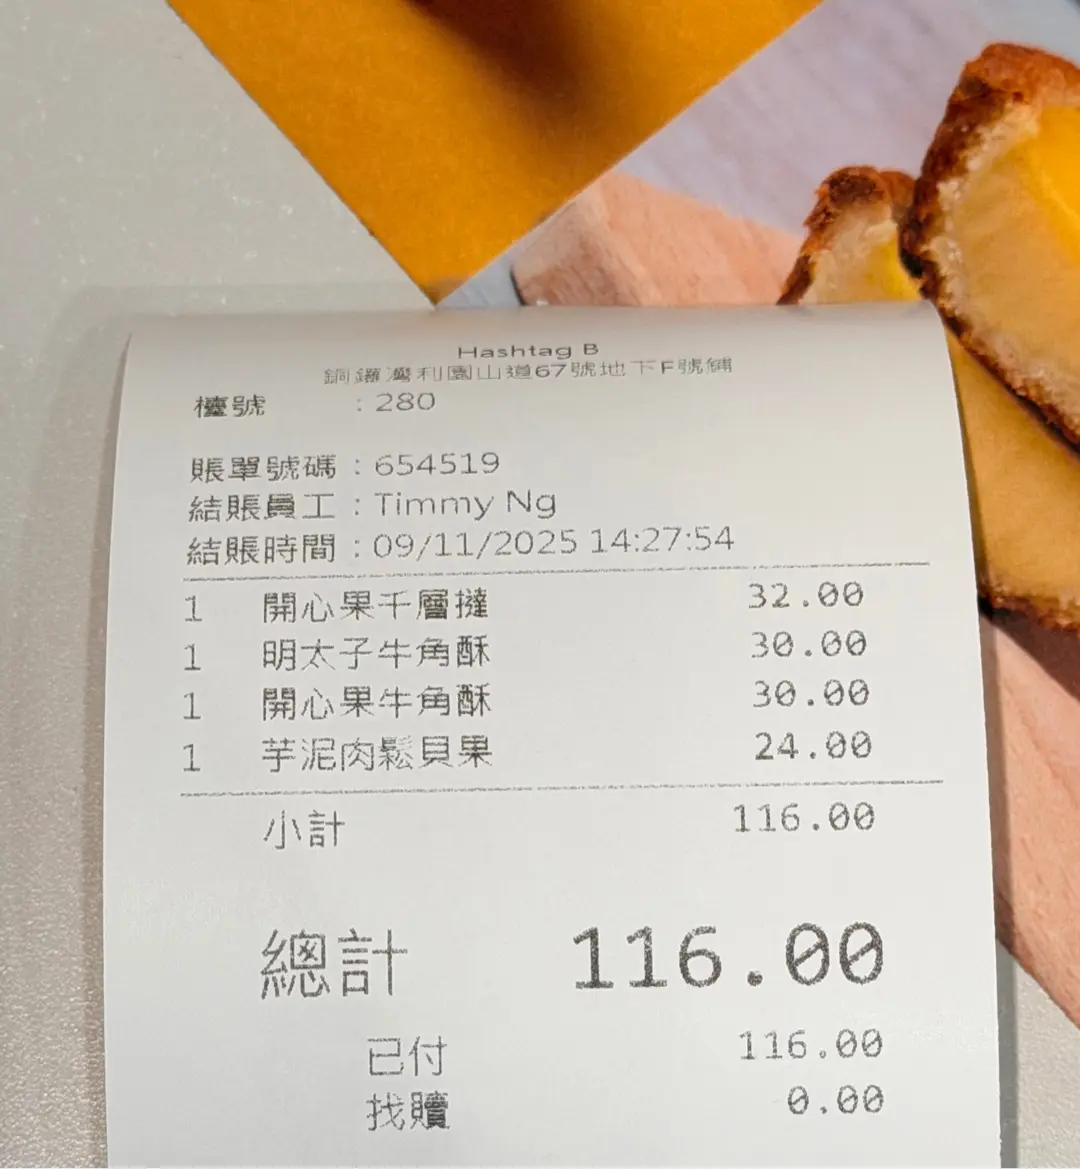 Hashtag B
銅鑼灣利園山道67號地下F號舖
檯號 : 280
賬單號碼 : 654519
結賬員工 : Timmy Ng
結賬時間 : 09/11/2025 14:27:54
1 開心果千層撻 32.00
1 明太子牛角酥 30.00
1 開心果牛角酥 30.00
1 芋泥肉鬆貝果 24.00
小計 116.00
總計 116.00
已付 116.00
找贖 0.00